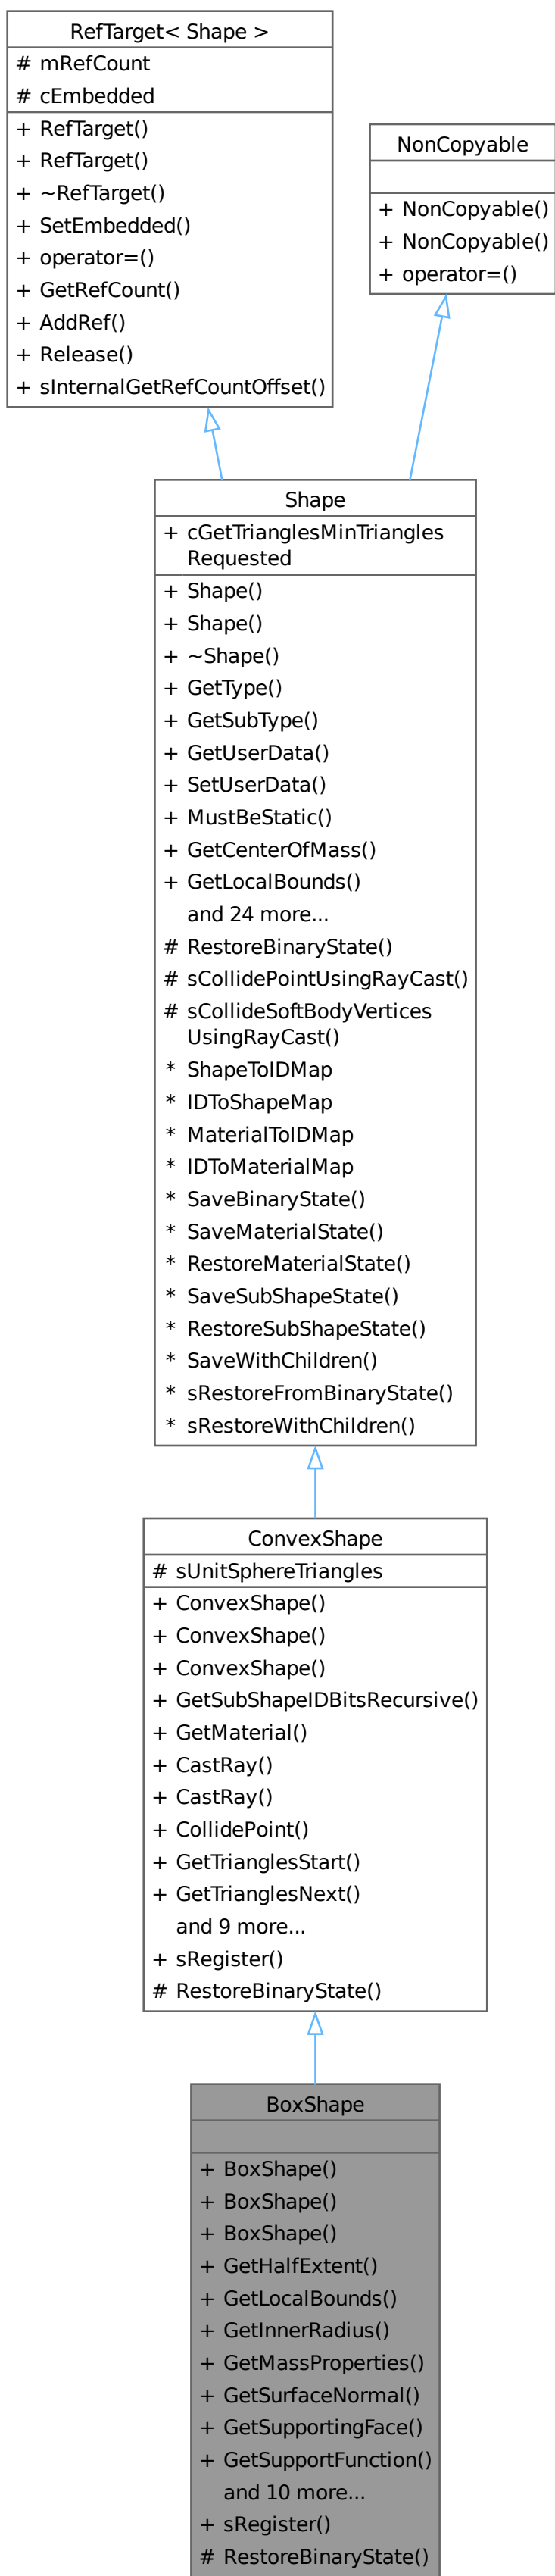 RefTarget< Shape >
# mRefCount
# cEmbedded
+ RefTarget()
+ RefTarget()
+ ~RefTarget()
+ SetEmbedded()
+ operator=()
+ GetRefCount()
+ AddRef()
+ Release()
+ sInternalGetRefCountOffset()
NonCopyable
+ NonCopyable()
+ NonCopyable()
+ operator=()
Shape
+ cGetTrianglesMinTriangles
Requested
+ Shape()
+ Shape()
+ ~Shape()
+ GetType()
+ GetSubType()
+ GetUserData()
+ SetUserData()
+ MustBeStatic()
+ GetCenterOfMass()
+ GetLocalBounds()
and 24 more...
# RestoreBinaryState()
# sCollidePointUsingRayCast()
# sCollideSoftBodyVertices
UsingRayCast()
* ShapeToIDMap
* IDToShapeMap
* MaterialToIDMap
* IDToMaterialMap
* SaveBinaryState()
* SaveMaterialState()
* RestoreMaterialState()
* SaveSubShapeState()
* RestoreSubShapeState()
* SaveWithChildren()
* sRestoreFromBinaryState()
* sRestoreWithChildren()
ConvexShape
# sUnitSphereTriangles
+ ConvexShape()
+ ConvexShape()
+ ConvexShape()
+ GetSubShapeIDBitsRecursive()
+ GetMaterial()
+ CastRay()
+ CastRay()
+ CollidePoint()
+ GetTrianglesStart()
+ GetTrianglesNext()
and 9 more...
+ sRegister()
# RestoreBinaryState()
BoxShape
+ BoxShape()
+ BoxShape()
+ BoxShape()
+ GetHalfExtent()
+ GetLocalBounds()
+ GetInnerRadius()
+ GetMassProperties()
+ GetSurfaceNormal()
+ GetSupportingFace()
+ GetSupportFunction()
and 10 more...
+ sRegister()
# RestoreBinaryState()